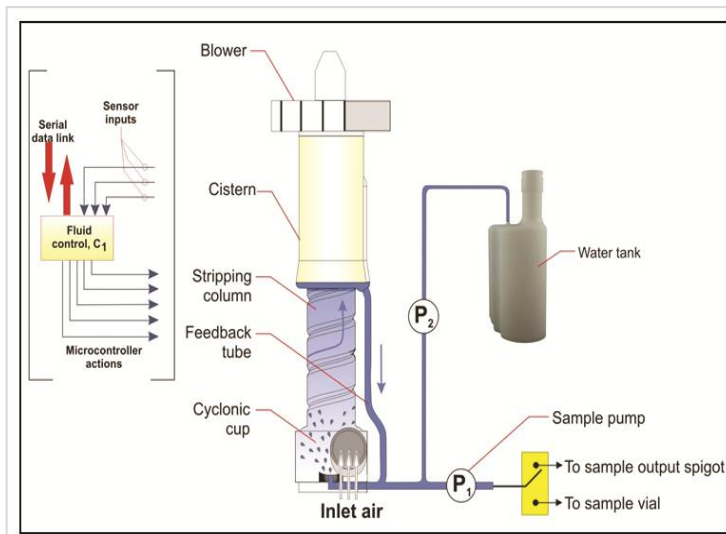 Blower
Sensor
inputs
Serial
data link
Fluid
control, C1
Microcontroller
actions
Cistern
Stripping
column
Feedback
tube
Cyclonic
cup
Inlet air
P2
Water tank
Sample pump
P1
To sample output spigot
To sample vial